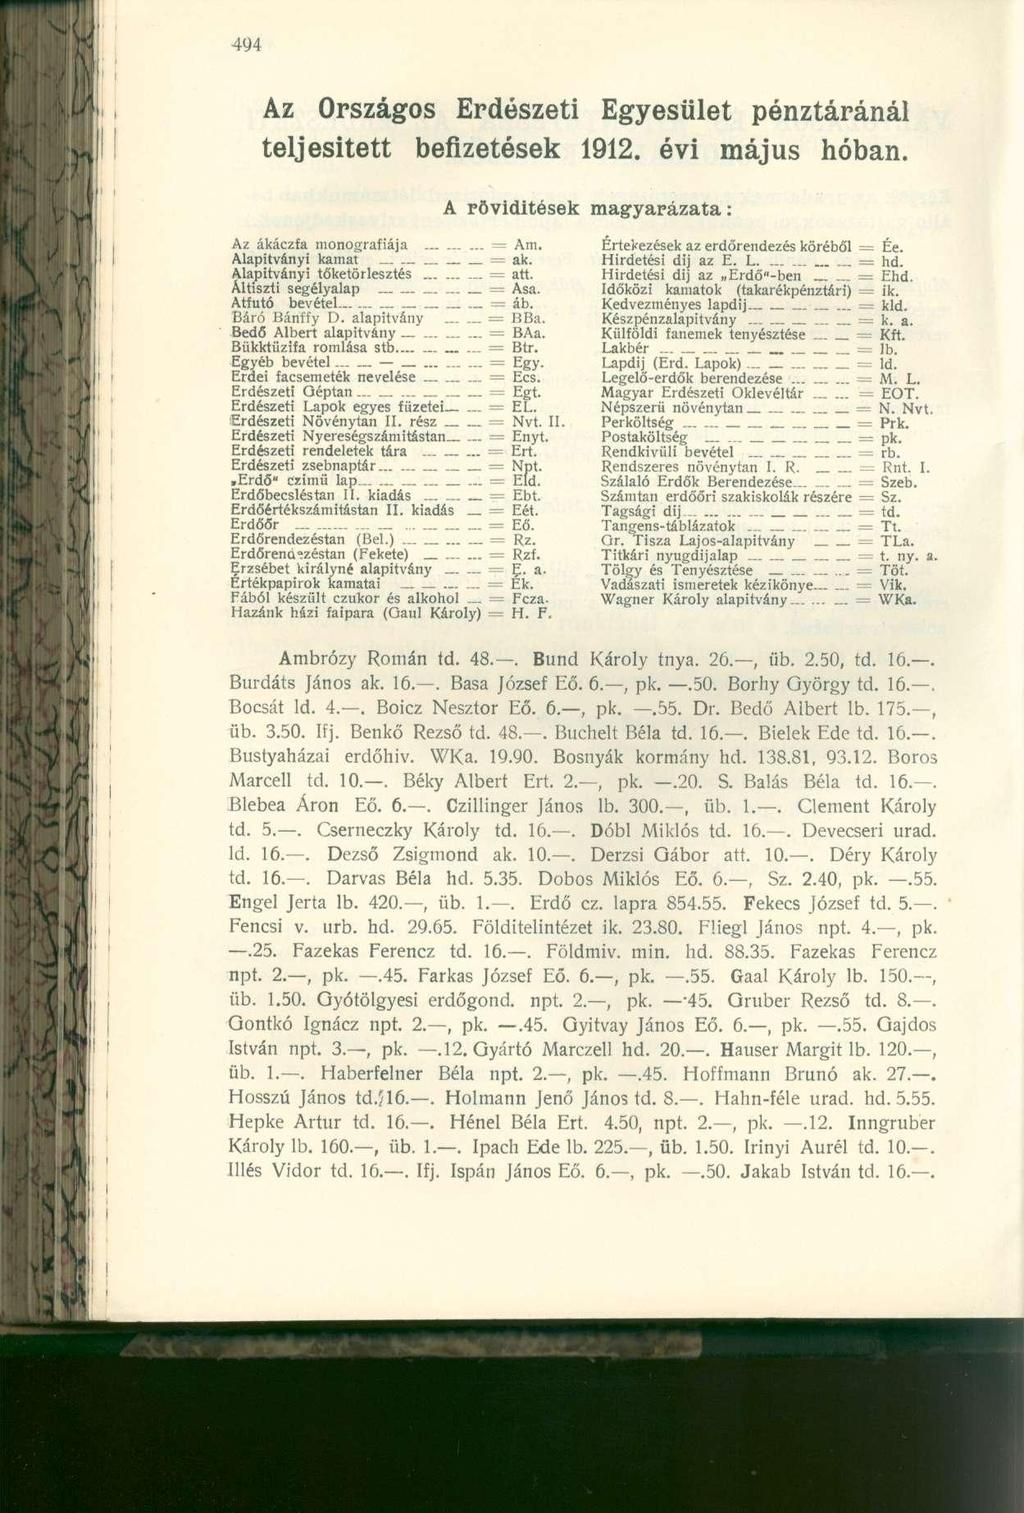 494
Az Országos Erdészeti Egyesület pénztáránál
teljesitett befizetések 1912. évi május hóban.
A röviditések magyarázata:
Az ákáczfa monografiája = Am.
Alapitványi kamat = ak.
Alapitványi tőketörlesztés = att.
Altiszti segélyalap = Asa.
Átfutó bevétel = áb.
Báró Bánffy D. alapitvány = BBa.
Bedő Albert alapitvány = BAa.
Bükktüzifa romlása stb. = Btr.
Egyéb bevétel = Egy.
Erdei facsemeték nevelése = Ecs.
Erdészeti Géptan = Egt.
Erdészeti Lapok egyes füzetei = EL.
Erdészeti Növénytan II. rész = Nvt. II.
Erdészeti Nyereségszámitástan = Enyt.
Erdészeti rendeletek tára = Ert.
Erdészeti zsebnaptár = Npt.
„Erdő" czimü lap = Eld.
Erdőbecsléstan II. kiadás = Ebt.
Erdőértékszámitástan II. kiadás = Eét.
Erdőőr = Eő.
Erdőrendezéstan (Bel.) = Rz.
Erdőrendezéstan (Fekete) = Rzf.
Erzsébet királyné alapitvány = E. a.
Értékpapirok kamatai = Ék.
Fából készült czukor és alkohol = Fcza.
Hazánk házi faipara (Gaul Károly) = H. F.
Értekezések az erdőrendezés köréből = Ée.
Hirdetési dij az E. L. = hd.
Hirdetési dij az „Erdő"-ben = Ehd.
Időközi kamatok (takarékpénztári) = ik.
Kedvezményes lapdij = kld.
Készpénzalapitvány = k. a.
Külföldi fanemek tenyésztése = Kft.
Lakbér = lb.
Lapdij (Erd. Lapok) = ld.
Legelő-erdők berendezése = M. L.
Magyar Erdészeti Oklevéltár = EOT.
Népszerü növénytan = N. Nvt.
Perköltség = Prk.
Postaköltség = pk.
Rendkivüli bevétel = rb.
Rendszeres növénytan I. R. = Rnt. I.
Szálaló Erdők Berendezése = Szeb.
Számtan erdőőri szakiskolák részére = Sz.
Tagsági dij = td.
Tangens-táblázatok = Tt.
Gr. Tisza Lajos-alapitvány = TLa.
Titkári nyugdijalap = t. ny. a.
Tölgy és Tenyésztése = Töt.
Vadászati ismeretek kézikönye = Vik.
Wagner Károly alapitvány = WKa.
Ambrózy Román td. 48.—. Bund Károly tnya. 26.—, üb. 2.50, td. 16.—.
Burdáts János ak. 16.—. Basa József Eő. 6.—, pk. —.50. Borhy György td. 16.—.
Bocsát ld. 4.—. Boicz Nesztor Eő. 6.—, pk. —.55. Dr. Bedő Albert lb. 175.—,
üb. 3.50. Ifj. Benkő Rezső td. 48.—. Buchelt Béla td. 16.—. Bielek Ede td. 16.—.
Bustyaházai erdőhiv. WKa. 19.90. Bosnyák kormány hd. 138.81, 93.12. Boros
Marcell td. 10.—. Béky Albert Ert. 2.—, pk. —.20. S. Balás Béla td. 16.—.
Blebea Áron Eő. 6.—. Czillinger János lb. 300.—, üb. 1.—. Clement Károly
td. 5.—. Cserneczky Károly td. 16.—. Dóbl Miklós td. 16.—. Devecseri urad.
ld. 16.—. Dezső Zsigmond ak. 10.—. Derzsi Gábor att. 10.—. Déry Károly
td. 16.—. Darvas Béla hd. 5.35. Dobos Miklós Eő. 6.—, Sz. 2.40, pk. —.55.
Engel Jerta lb. 420.—, üb. 1.—. Erdő cz. lapra 854.55. Fekecs József td. 5.—.
Fencsi v. urb. hd. 29.65. Földitelintézet ik. 23.80. Fliegl János npt. 4.—, pk.
—.25. Fazekas Ferencz td. 16.—. Földmiv. min. hd. 88.35. Fazekas Ferencz
npt. 2.—, pk. —.45. Farkas József Eő. 6.—, pk. —.55. Gaal Károly lb. 150.—,
üb. 1.50. Gyótölgyesi erdőgond. npt. 2.—, pk. —·45. Gruber Rezső td. 8.—.
Gontkó Ignácz npt. 2.—, pk. —.45. Gyitvay János Eő. 6.—, pk. —.55. Gajdos
István npt. 3.—, pk. —.12. Gyártó Marczell hd. 20.—. Hauser Margit lb. 120.—,
üb. 1.—. Haberfelner Béla npt. 2.—, pk. —.45. Hoffmann Brunó ak. 27.—.
Hosszú János td. 16.—. Holmann Jenő János td. 8.—. Hahn-féle urad. hd. 5.55.
Hepke Artur td. 16.—. Hénel Béla Ert. 4.50, npt. 2.—, pk. —.12. Inngruber
Károly lb. 160.—, üb. 1.—. Ipach Ede lb. 225.—, üb. 1.50. Irinyi Aurél td. 10.—.
Illés Vidor td. 16.—. Ifj. Ispán János Eő. 6.—, pk. —.50. Jakab István td. 16.—.